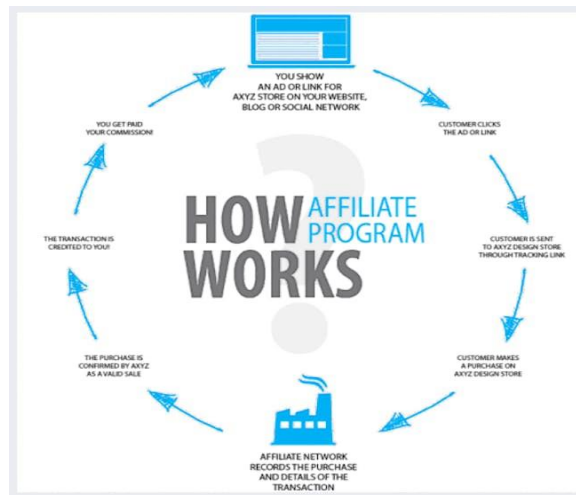 YOU SHOW
AN AD OR LINK FOR
AXYZ STORE ON YOUR WEBSITE,
BLOG OR SOCIAL NETWORK
CUSTOMER CLICKS
THE AD OR LINK
CUSTOMER IS SENT
TO AXYZ DESIGN STORE
THROUGH TRACKING LINK
CUSTOMER MAKES
A PURCHASE ON
AXYZ DESIGN STORE
AFFILIATE NETWORK
RECORDS THE PURCHASE
AND DETAILS OF THE
TRANSACTION
THE PURCHASE IS
CONFIRMED BY AXYZ
AS A VALID SALE
THE TRANSACTION IS
CREDITED TO YOU!
YOU GET PAID
YOUR COMMISSION!
HOW AFFILIATE
PROGRAM
WORKS
?